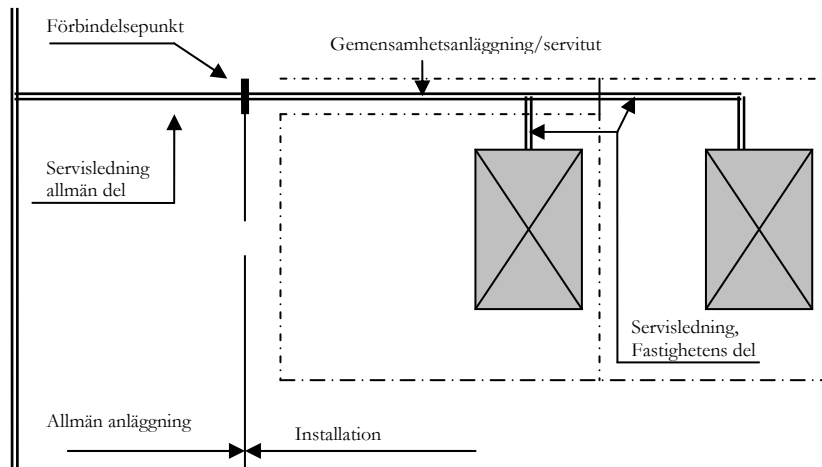 Förbindelsepunkt
Gemensamhetsanläggning/servitut
Servisledning
allmän del
Servisledning,
Fastighetens del
Allmän anläggning
Installation